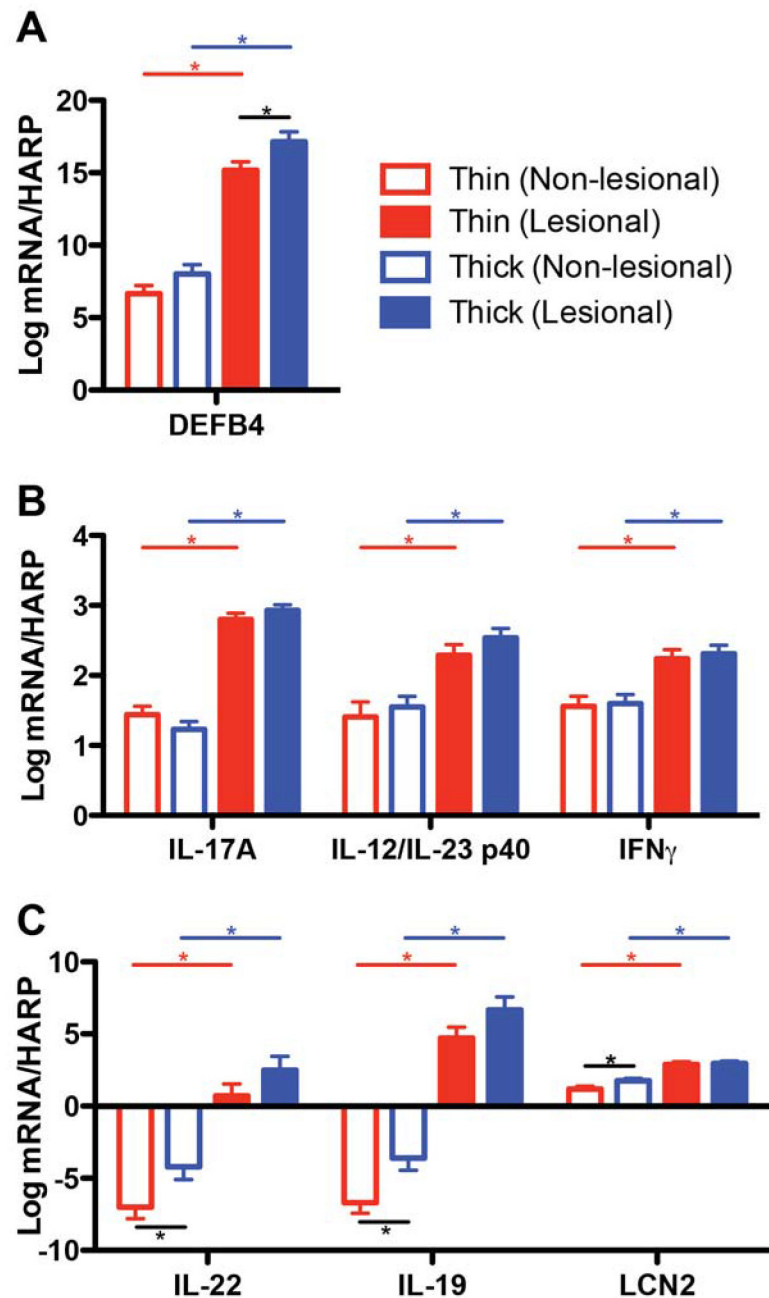 A
* 
*
*
Log mRNA/HARP
20
15
10
5
0
DEFB4
Thin (Non-lesional)
Thin (Lesional)
Thick (Non-lesional)
Thick (Lesional)
B
* * *
* * *
Log mRNA/HARP
4
3
2
1
0
IL-17A IL-12/IL-23 p40 IFNγ
C
* * *
* * *
*
Log mRNA/HARP
10
5
0
-5
-10
* *
IL-22 IL-19 LCN2